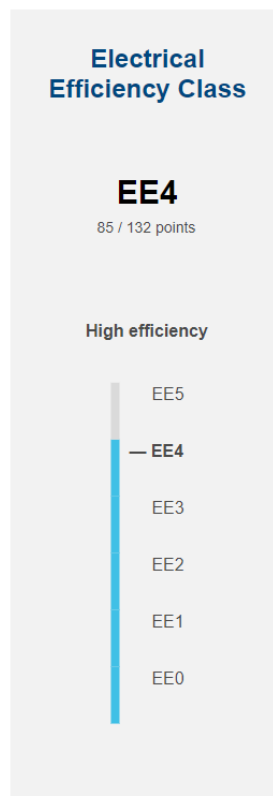 Electrical
Efficiency Class
EE4
85 / 132 points
High efficiency
EE5
— EE4
EE3
EE2
EE1
EE0